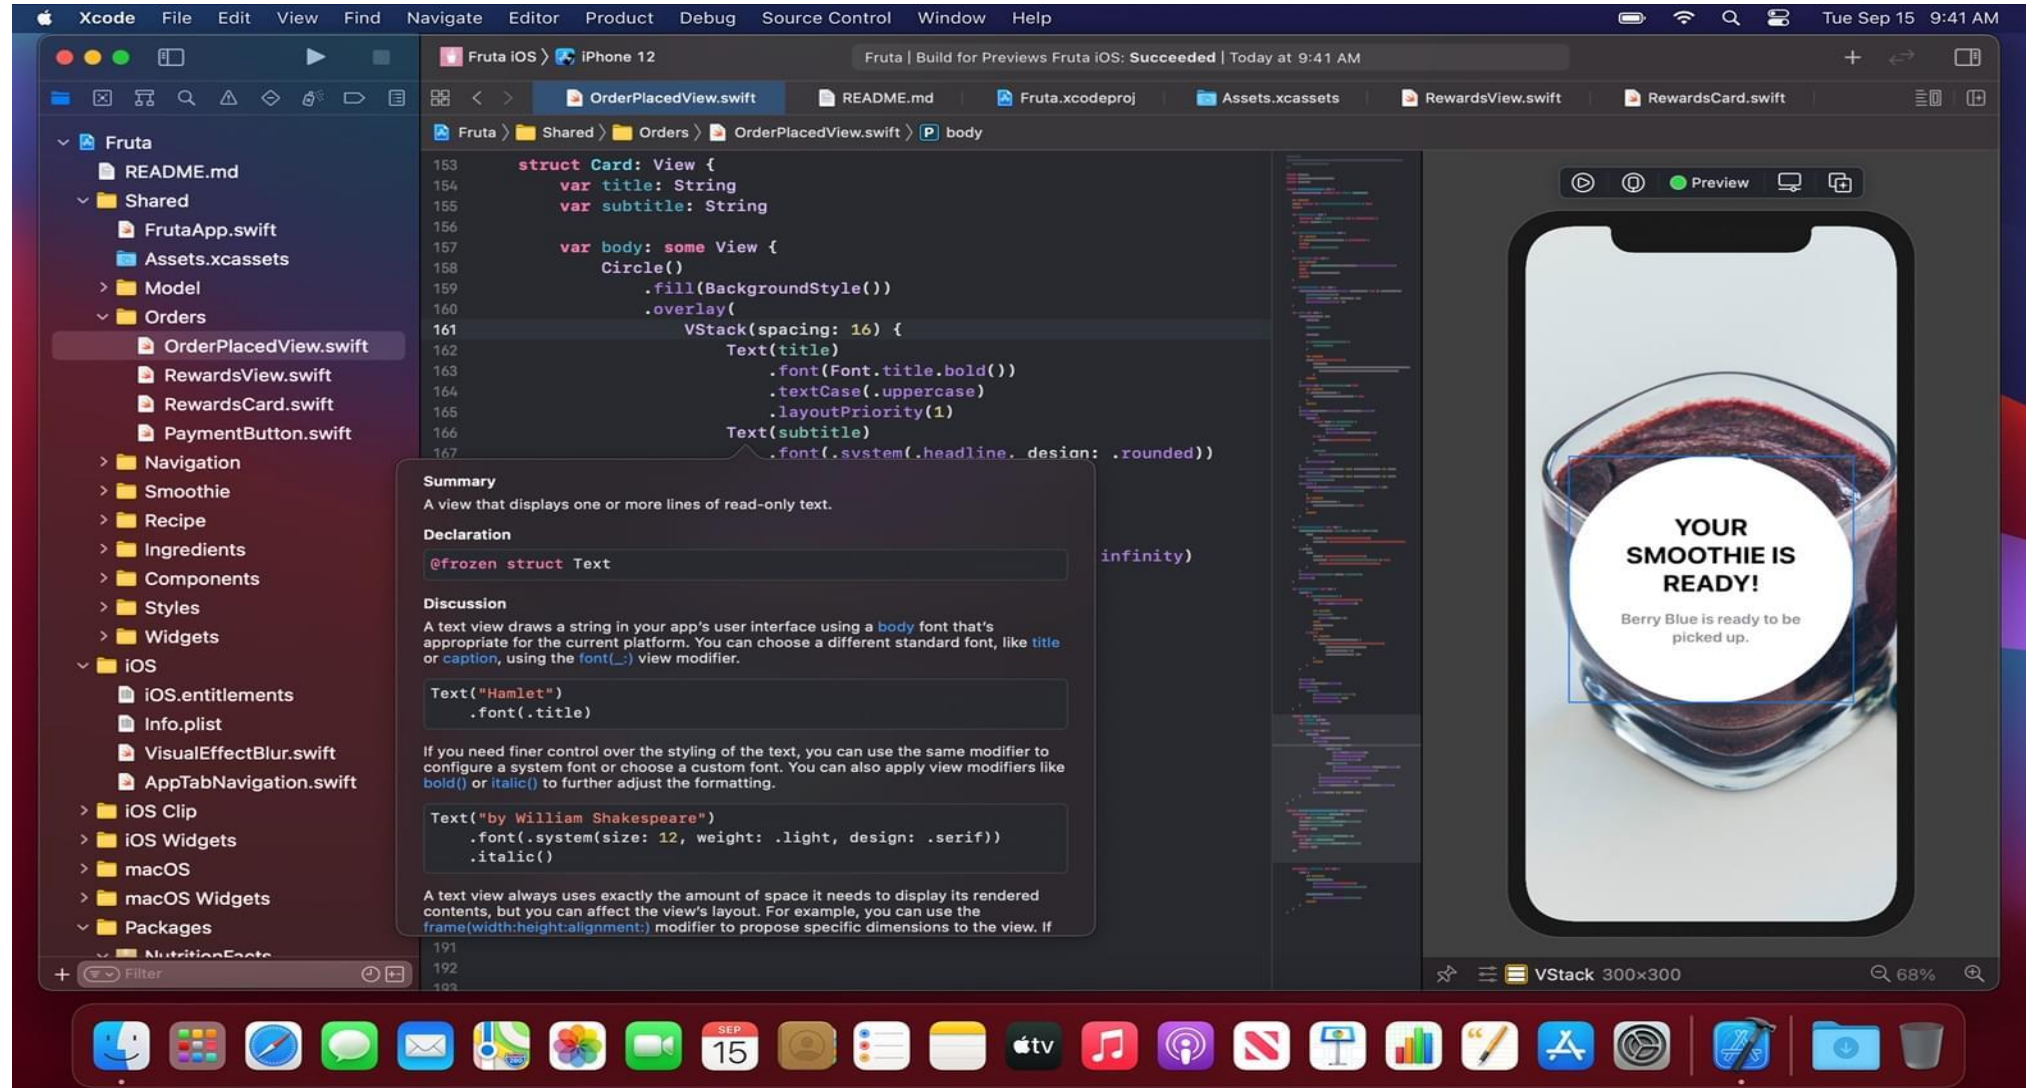 Xcode File Edit View Find Navigate Editor Product Debug Source Control Window Help Tue Sep 15 9:41 AM
Fruta iOS iPhone 12 Fruta | Build for Previews Fruta iOS: Succeeded | Today at 9:41 AM
OrderPlacedView.swift README.md Fruta.xcodeproj Assets.xcassets RewardsView.swift RewardsCard.swift
Fruta Shared Orders OrderPlacedView.swift P body
Fruta
README.md
Shared
FrutaApp.swift
Assets.xcassets
Model
Orders
OrderPlacedView.swift
RewardsView.swift
RewardsCard.swift
PaymentButton.swift
Navigation
Smoothie
Recipe
Ingredients
Components
Styles
Widgets
iOS
iOS.entitlements
Info.plist
VisualEffectBlur.swift
AppTabNavigation.swift
iOS Clip
iOS Widgets
macOS
macOS Widgets
Packages
NutritionFacts
Filter
153 struct Card: View {
154 var title: String
155 var subtitle: String
156
157 var body: some View {
158 Circle()
159 .fill(BackgroundStyle())
160 .overlay(
161 VStack(spacing: 16) {
162 Text(title)
163 .font(Font.title.bold())
164 .textCase(.uppercase)
165 .layoutPriority(1)
166 Text(subtitle)
167 .font(.system(.headline, design: .rounded))
infinity)
Summary
A view that displays one or more lines of read-only text.
Declaration
@frozen struct Text
Discussion
A text view draws a string in your app's user interface using a body font that's
appropriate for the current platform. You can choose a different standard font, like title
or caption, using the font(_:) view modifier.
Text("Hamlet")
.font(.title)
If you need finer control over the styling of the text, you can use the same modifier to
configure a system font or choose a custom font. You can also apply view modifiers like
bold() or italic() to further adjust the formatting.
Text("by William Shakespeare")
.font(.system(size: 12, weight: .light, design: .serif))
.italic()
A text view always uses exactly the amount of space it needs to display its rendered
contents, but you can affect the view's layout. For example, you can use the
frame(width:height:alignment:) modifier to propose specific dimensions to the view. If
191
192
193
Preview
YOUR
SMOOTHIE IS
READY!
Berry Blue is ready to be
picked up.
VStack 300×300 68%
SEP
15
tv